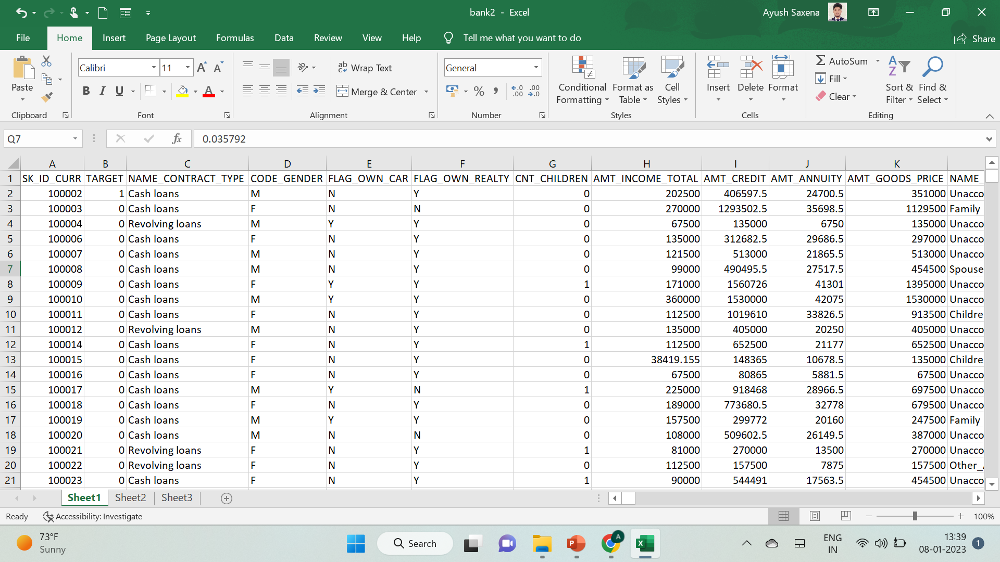 bank2 - Excel
Ayush Saxena
File Home Insert Page Layout Formulas Data Review View Help Tell me what you want to do
Share
Paste
Clipboard
Calibri 11
B I U
Font
Wrap Text
Merge & Center
Alignment
General
Number
Conditional Formatting
Format as Table
Cell Styles
Styles
Insert Delete Format
Cells
AutoSum
Fill
Clear
Sort & Filter
Find & Select
Editing
Q7 fx 0.035792
A B C D E F G H I J K
1 SK_ID_CURR TARGET NAME_CONTRACT_TYPE CODE_GENDER FLAG_OWN_CAR FLAG_OWN_REALTY CNT_CHILDREN AMT_INCOME_TOTAL AMT_CREDIT AMT_ANNUITY AMT_GOODS_PRICE NAME_
2 100002 1 Cash loans M N Y 0 202500 406597.5 24700.5 351000 Unacco
3 100003 0 Cash loans F N N 0 270000 1293502.5 35698.5 1129500 Family
4 100004 0 Revolving loans M Y Y 0 67500 135000 6750 135000 Unacco
5 100006 0 Cash loans F N Y 0 135000 312682.5 29686.5 297000 Unacco
6 100007 0 Cash loans M N Y 0 121500 513000 21865.5 513000 Unacco
7 100008 0 Cash loans M N Y 0 99000 490495.5 27517.5 454500 Spouse
8 100009 0 Cash loans F Y Y 1 171000 1560726 41301 1395000 Unacco
9 100010 0 Cash loans M Y Y 0 360000 1530000 42075 1530000 Unacco
10 100011 0 Cash loans F N Y 0 112500 1019610 33826.5 913500 Childre
11 100012 0 Revolving loans M N Y 0 135000 405000 20250 405000 Unacco
12 100014 0 Cash loans F N Y 1 112500 652500 21177 652500 Unacco
13 100015 0 Cash loans F N Y 0 38419.155 148365 10678.5 135000 Childre
14 100016 0 Cash loans F N Y 0 67500 80865 5881.5 67500 Unacco
15 100017 0 Cash loans M Y N 1 225000 918468 28966.5 697500 Unacco
16 100018 0 Cash loans F N Y 0 189000 773680.5 32778 679500 Unacco
17 100019 0 Cash loans M Y Y 0 157500 299772 20160 247500 Family
18 100020 0 Cash loans M N N 0 108000 509602.5 26149.5 387000 Unacco
19 100021 0 Revolving loans F N Y 1 81000 270000 13500 270000 Unacco
20 100022 0 Revolving loans F N Y 0 112500 157500 7875 157500 Other_
21 100023 0 Cash loans F N Y 1 90000 544491 17563.5 454500 Unacco
Sheet1 Sheet2 Sheet3
Ready Accessibility: Investigate 100%
73°F
Sunny
Search
ENG
IN
13:39
08-01-2023
1